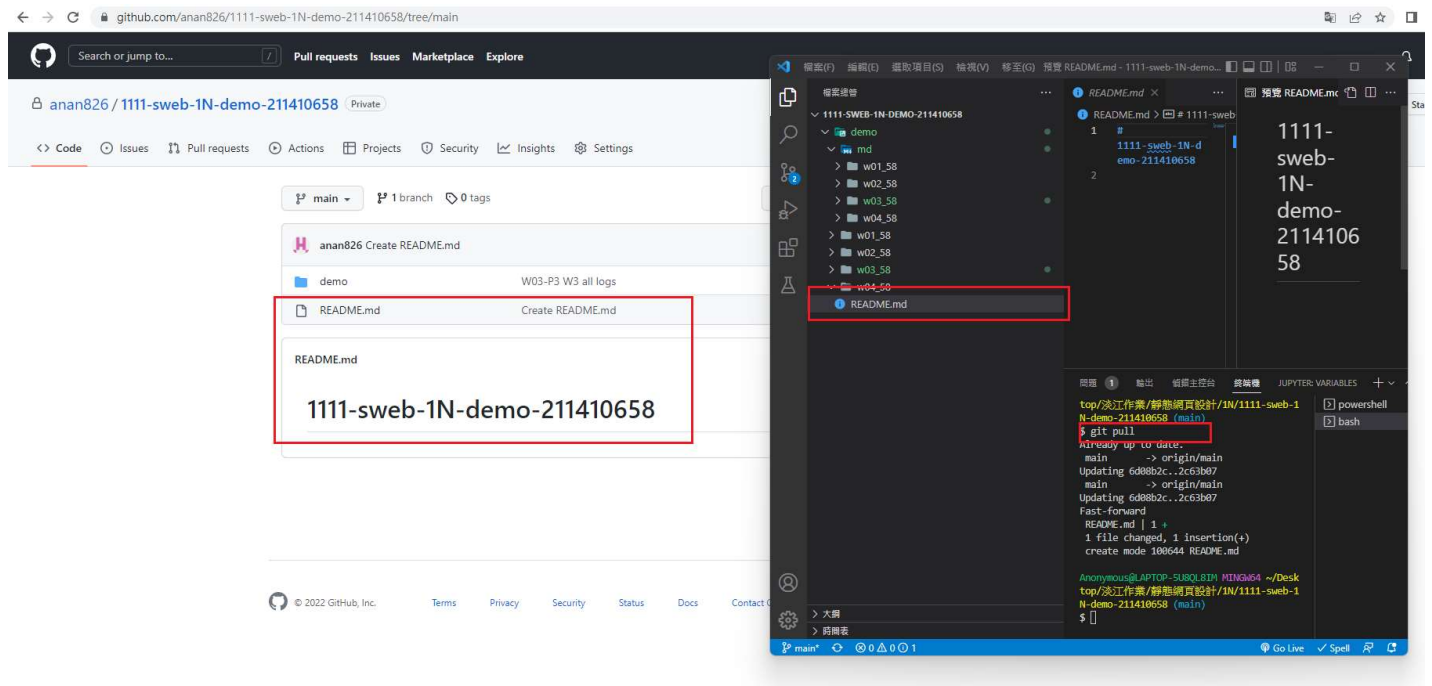 github.com/anan826/1111-sweb-1N-demo-211410658/tree/main
Search or jump to...
/
Pull requests Issues Marketplace Explore
anan826 / 1111-sweb-1N-demo-211410658 Private
Sta
<> Code Issues Pull requests Actions Projects Security Insights Settings
main 1 branch 0 tags
anan826 Create README.md
demo W03-P3 W3 all logs
README.md Create README.md
README.md
1111-sweb-1N-demo-211410658
© 2022 GitHub, Inc. Terms Privacy Security Status Docs Contact
檔案(F) 編輯(E) 選取項目(S) 檢視(V) 移至(G) 預覽 README.md - 1111-sweb-1N-demo...
檔案總管 ...
1111-SWEB-1N-DEMO-211410658
demo
md
w01_58
w02_58
w03_58
w04_58
w01_58
w02_58
w03_58
w04_58
README.md
大綱
時間表
2
README.md × ...
README.md > # 1111-sweb
1 #
1111-sweb-1N-d
emo-211410658
2
預覽 README.mc ...
1111-
sweb-
1N-
demo-
2114106
58
問題 1 輸出 偵錯主控台 終端機 JUPYTER: VARIABLES
powershell
bash
top/淡江作業/靜態網頁設計/1N/1111-sweb-1
N-demo-211410658 (main)
$ git pull
Already up to date.
main -> origin/main
Updating 6d08b2c..2c63b07
main -> origin/main
Updating 6d08b2c..2c63b07
Fast-forward
README.md | 1 +
1 file changed, 1 insertion(+)
create mode 100644 README.md
Anonymous@LAPTOP-5U8QL8IM MINGW64 ~/Desk
top/淡江作業/靜態網頁設計/1N/1111-sweb-1
N-demo-211410658 (main)
$
main* 0 0 1 Go Live Spell